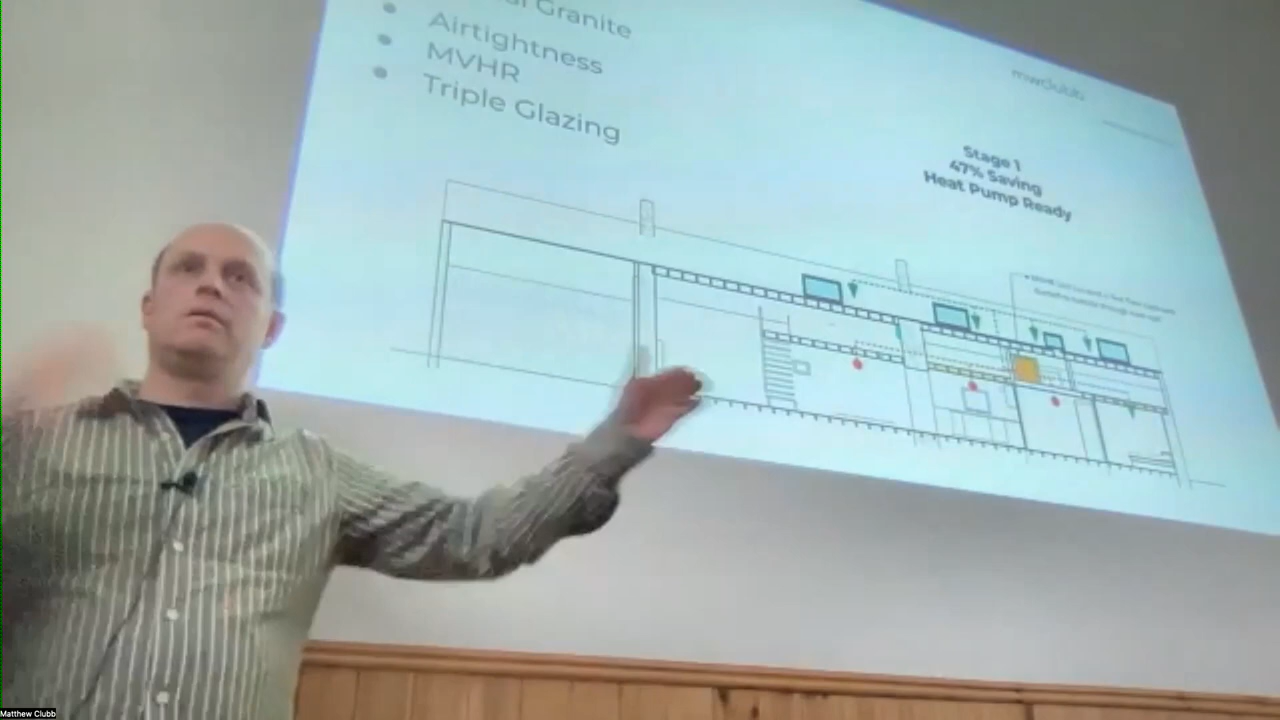 Granite
Airtightness
MVHR
Triple Glazing
mwclubb
Stage 1
47% Saving
Heat Pump Ready
Matthew Clubb